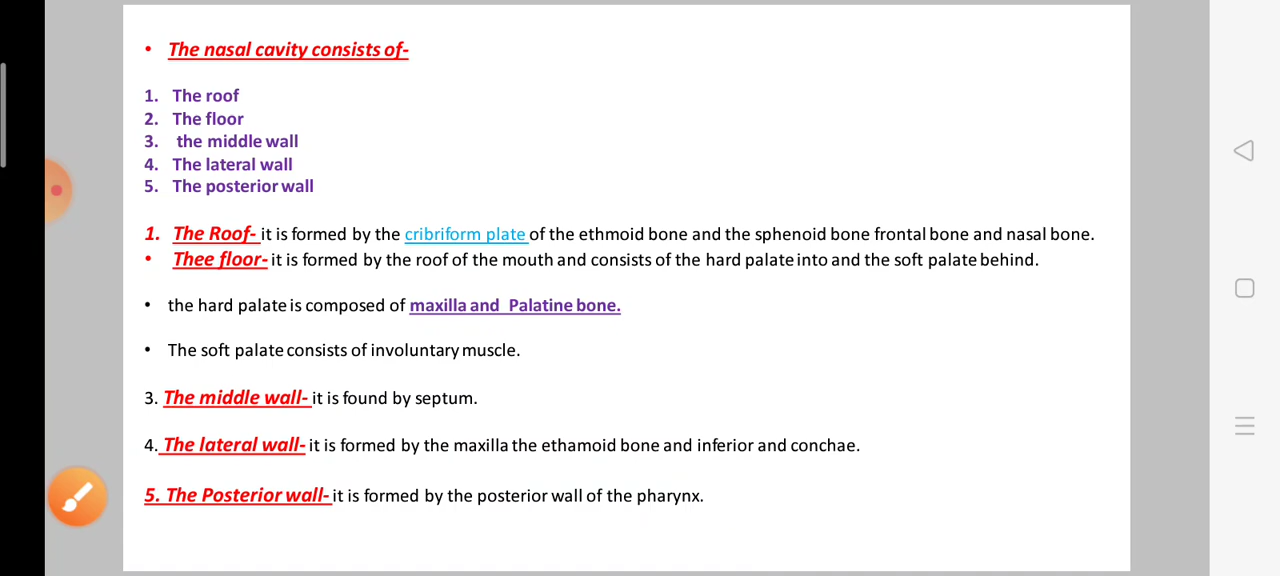 • The nasal cavity consists of-
1. The roof
2. The floor
3. the middle wall
4. The lateral wall
5. The posterior wall
1. The Roof- it is formed by the cribriform plate of the ethmoid bone and the sphenoid bone frontal bone and nasal bone.
• Thee floor- it is formed by the roof of the mouth and consists of the hard palate into and the soft palate behind.
• the hard palate is composed of maxilla and Palatine bone.
• The soft palate consists of involuntary muscle.
3. The middle wall- it is found by septum.
4. The lateral wall- it is formed by the maxilla the ethamoid bone and inferior and conchae.
5. The Posterior wall- it is formed by the posterior wall of the pharynx.